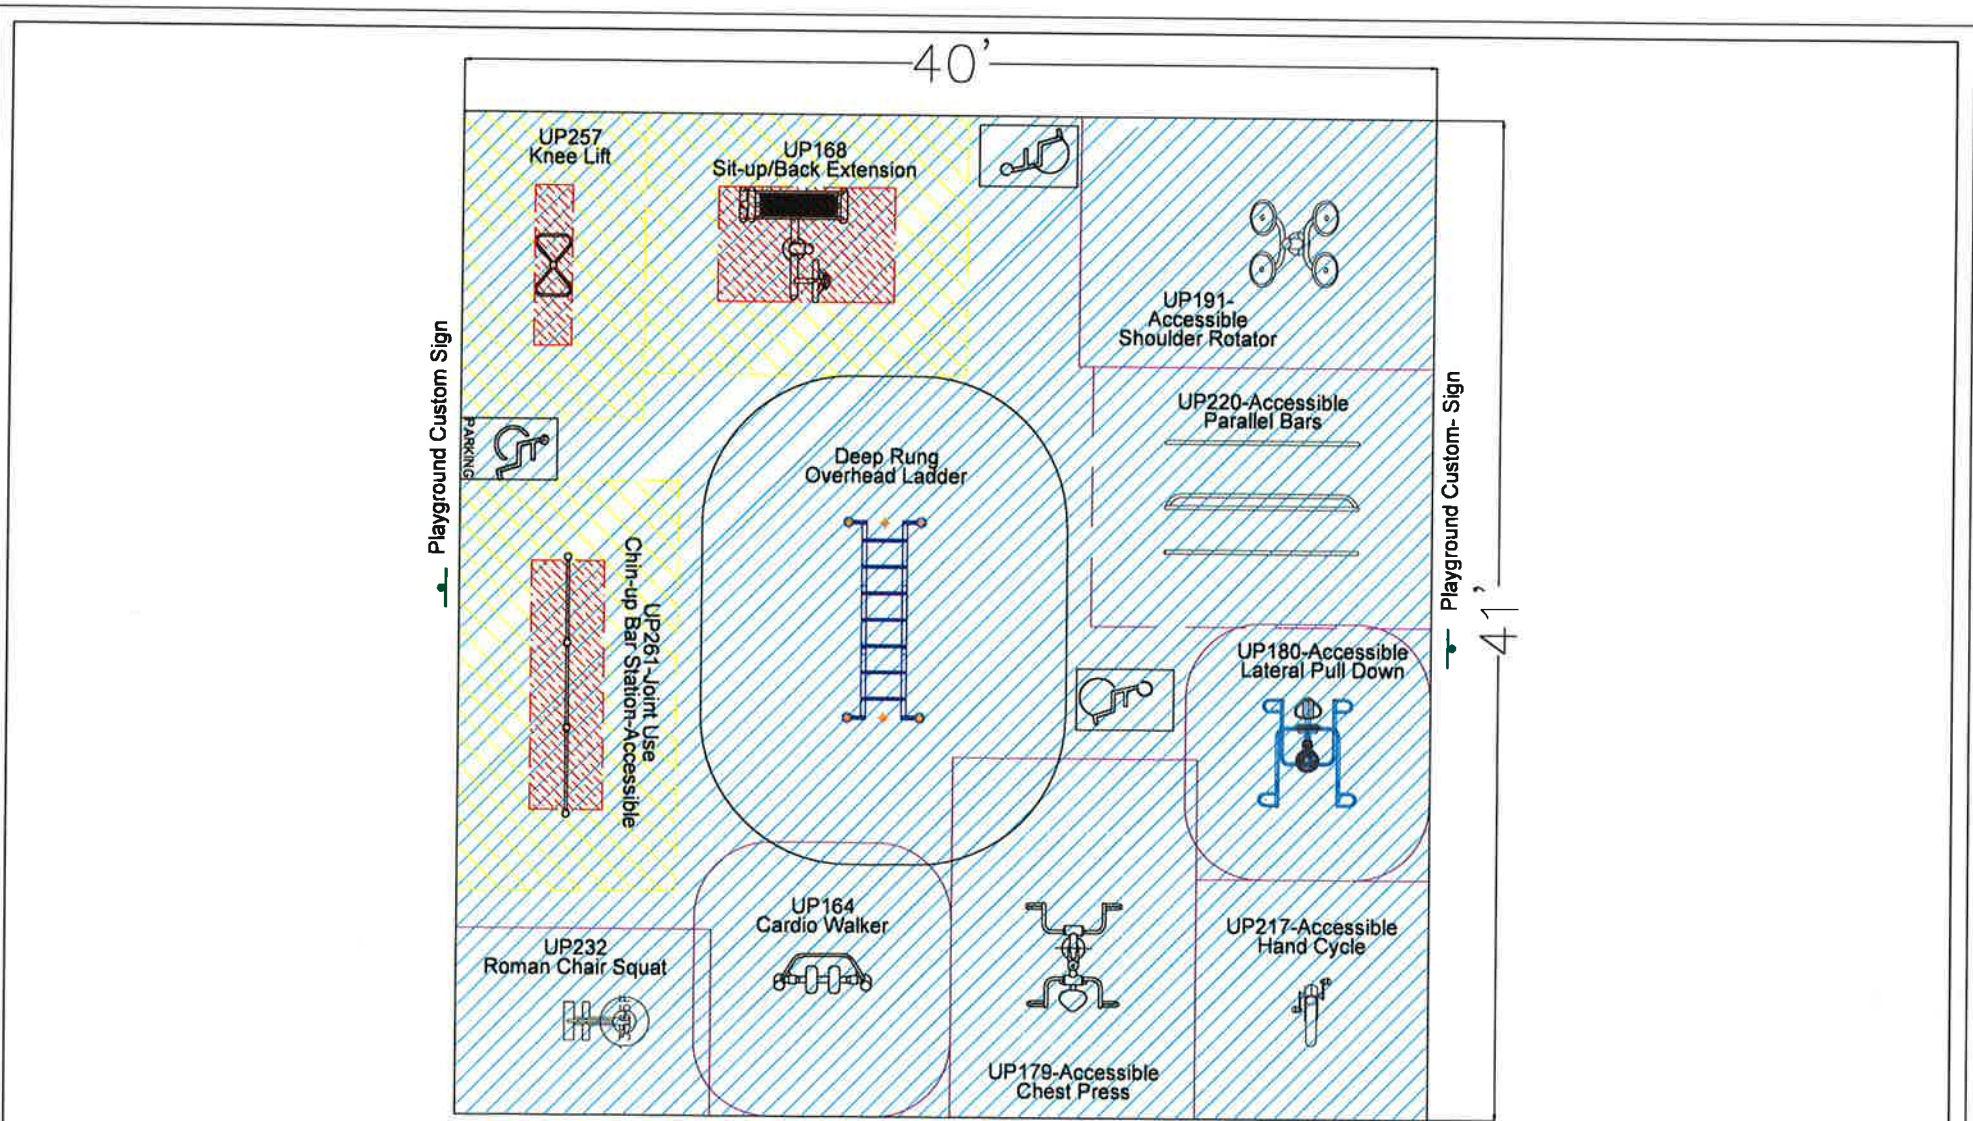 40'
UP257
Knee Lift
UP168
Sit-up/Back Extension
UP191-
Accessible
Shoulder Rotator
Playground Custom Sign
PARKING
UP220-Accessible
Parallel Bars
Playground Custom- Sign
41'
Deep Rung
Overhead Ladder
UP261-Joint Use
Chin-up Bar Station-Accessible
UP180-Accessible
Lateral Pull Down
UP164
Cardio Walker
UP232
Roman Chair Squat
UP217-Accessible
Hand Cycle
UP179-Accessible
Chest Press